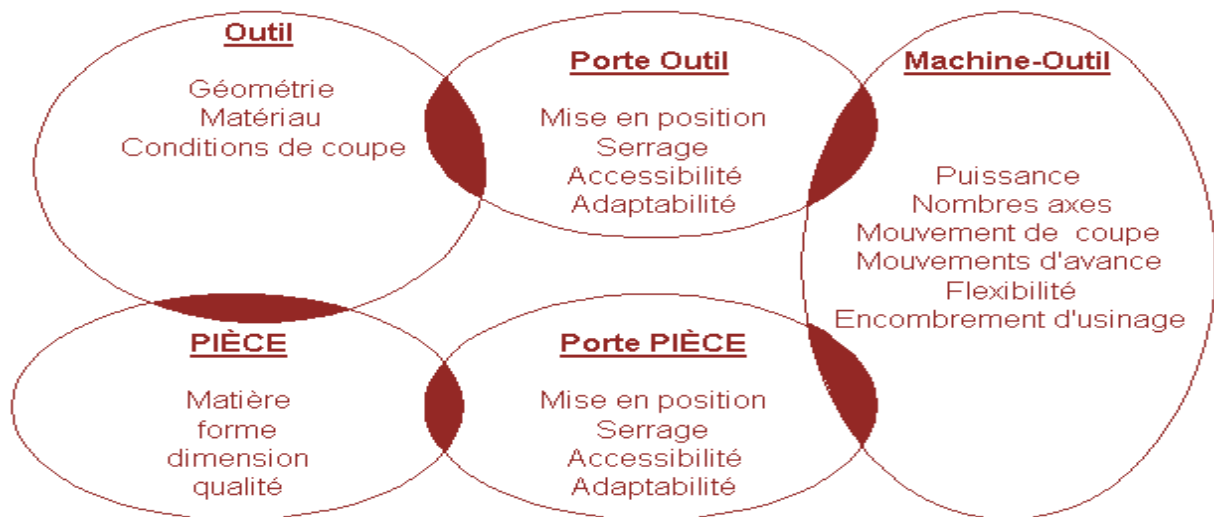 Outil
Géométrie
Matériau
Conditions de coupe
Porte Outil
Mise en position
Serrage
Accessibilité
Adaptabilité
Machine-Outil
Puissance
Nombres axes
Mouvement de coupe
Mouvements d'avance
Flexibilité
Encombrement d'usinage
PIÈCE
Matière
forme
dimension
qualité
Porte PIÈCE
Mise en position
Serrage
Accessibilité
Adaptabilité